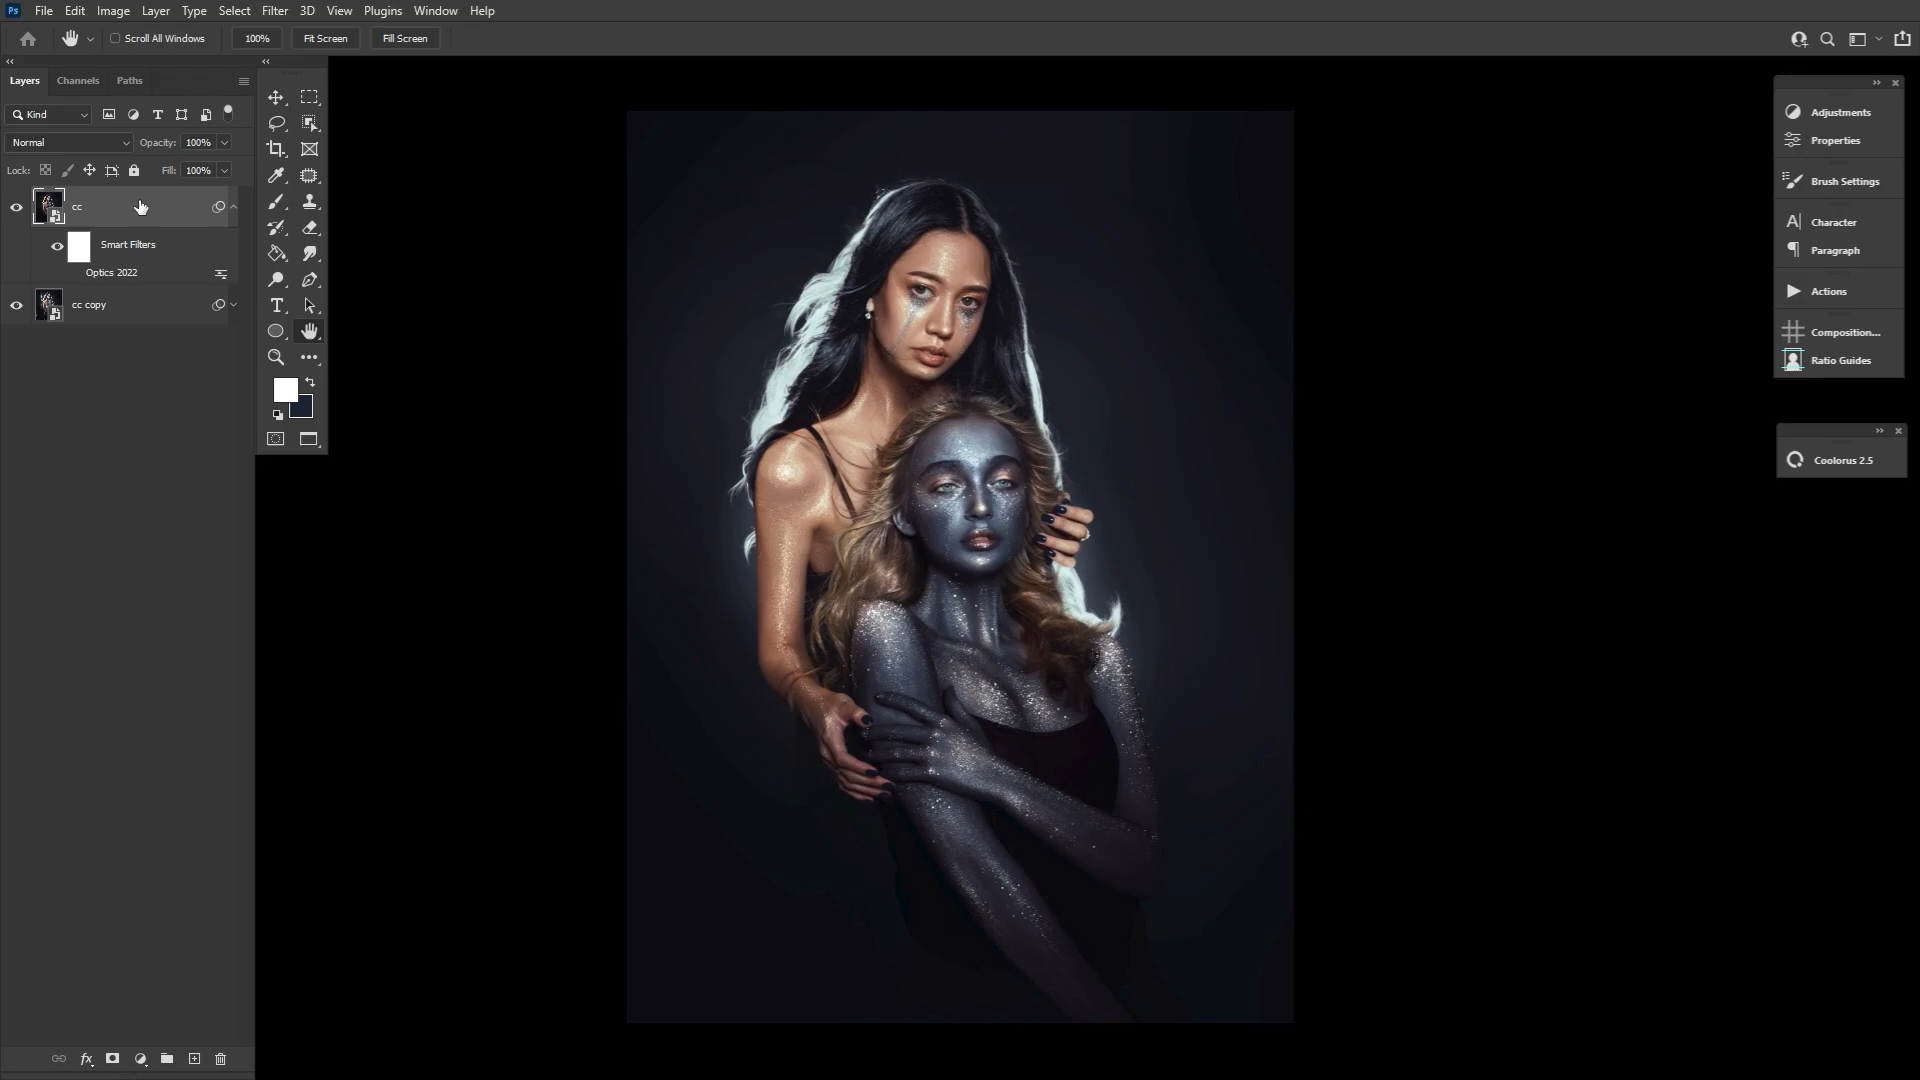 Ps File Edit Image Layer Type Select Filter 3D View Plugins Window Help
Scroll All Windows 100% Fit Screen Fill Screen
Layers Channels Paths
Kind
Normal Opacity: 100%
Lock: Fill: 100%
cc
Smart Filters
Optics 2022
cc copy
Adjustments
Properties
Brush Settings
Character
Paragraph
Actions
Composition...
Ratio Guides
Coolorus 2.5